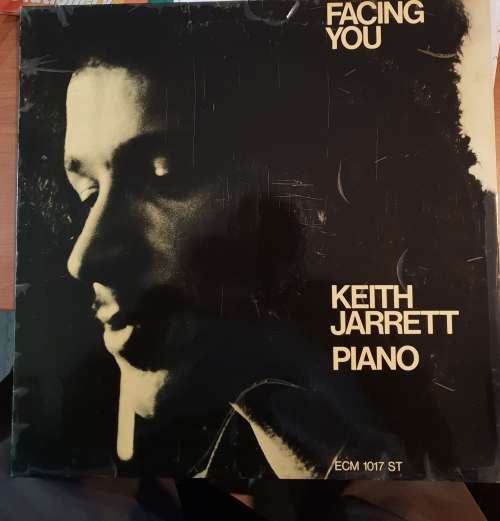 FACING
YOU
KEITH
JARRETT
PIANO
ECM 1017 ST